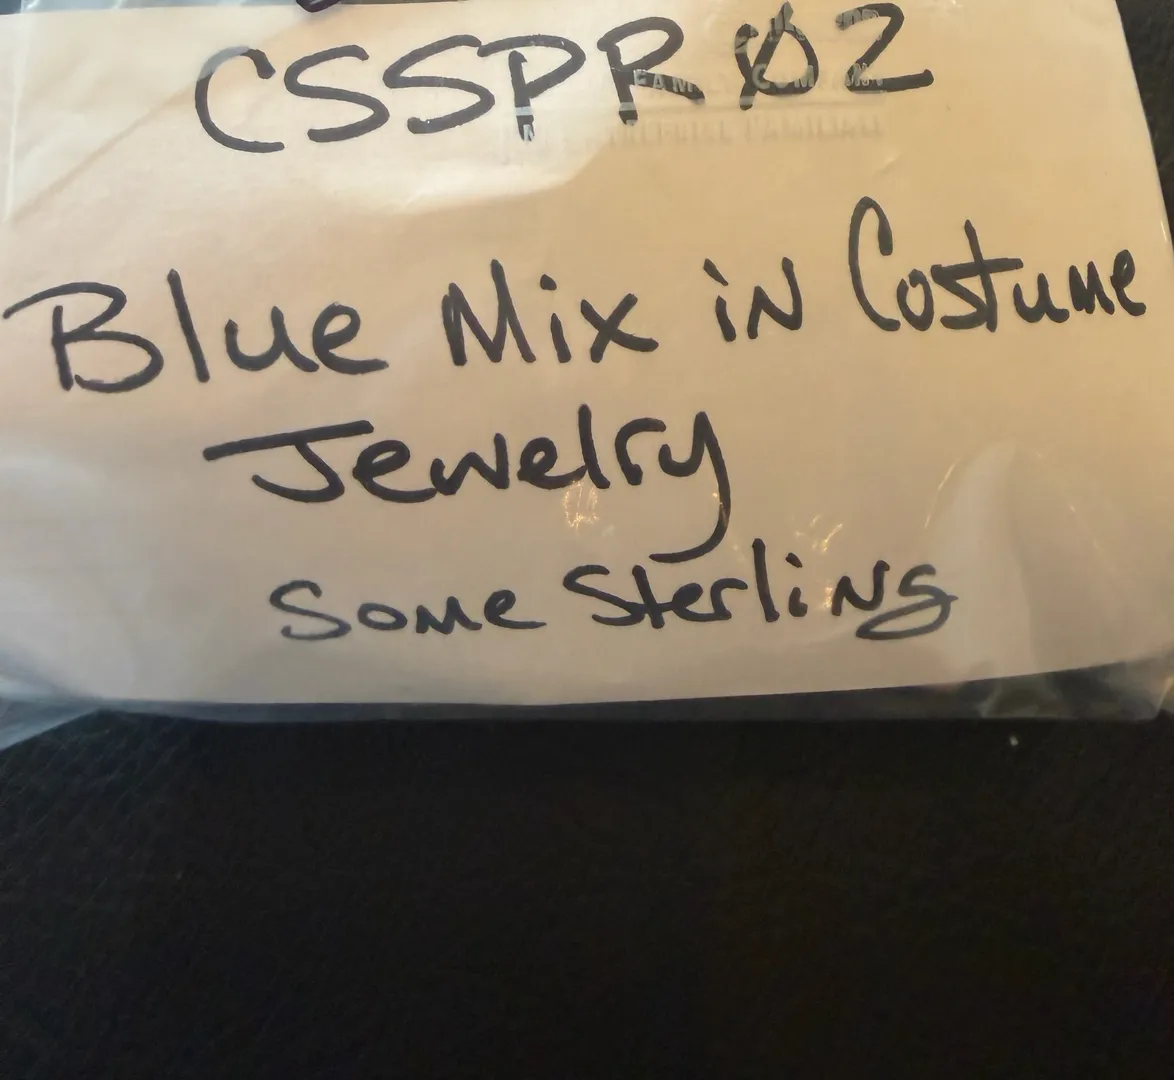 CSSPRØ2
Blue Mix in Costume
Jewelry
Some Sterling